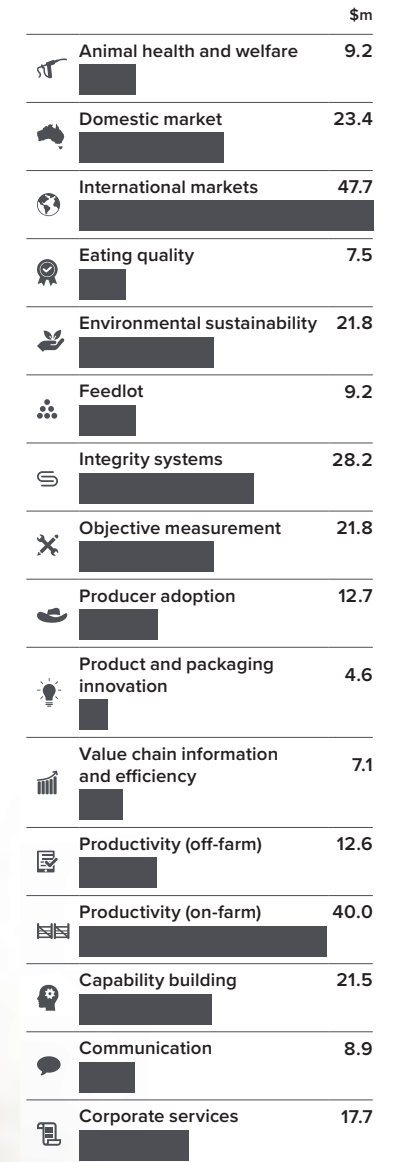 $m
Animal health and welfare 9.2
Domestic market 23.4
International markets 47.7
Eating quality 7.5
Environmental sustainability 21.8
Feedlot 9.2
Integrity systems 28.2
Objective measurement 21.8
Producer adoption 12.7
Product and packaging
innovation 4.6
Value chain information
and efficiency 7.1
Productivity (off-farm) 12.6
Productivity (on-farm) 40.0
Capability building 21.5
Communication 8.9
Corporate services 17.7